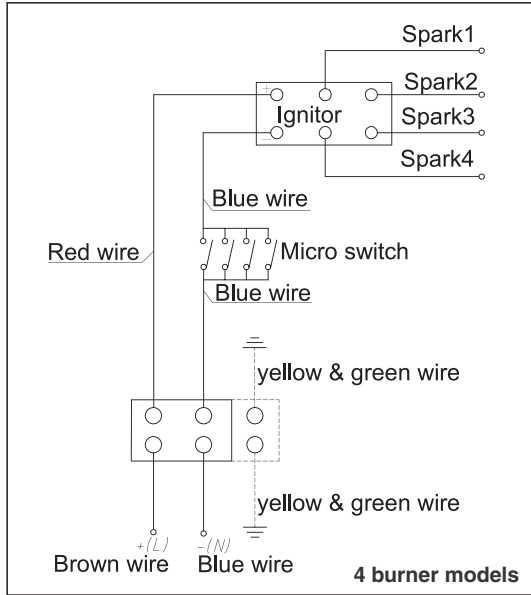 Spark1
Spark2
+
Ignitor
Spark3
−
Spark4
Blue wire
Red wire
Micro switch
Blue wire
yellow & green wire
yellow & green wire
+(L)
-(N)
Brown wire
Blue wire
4 burner models